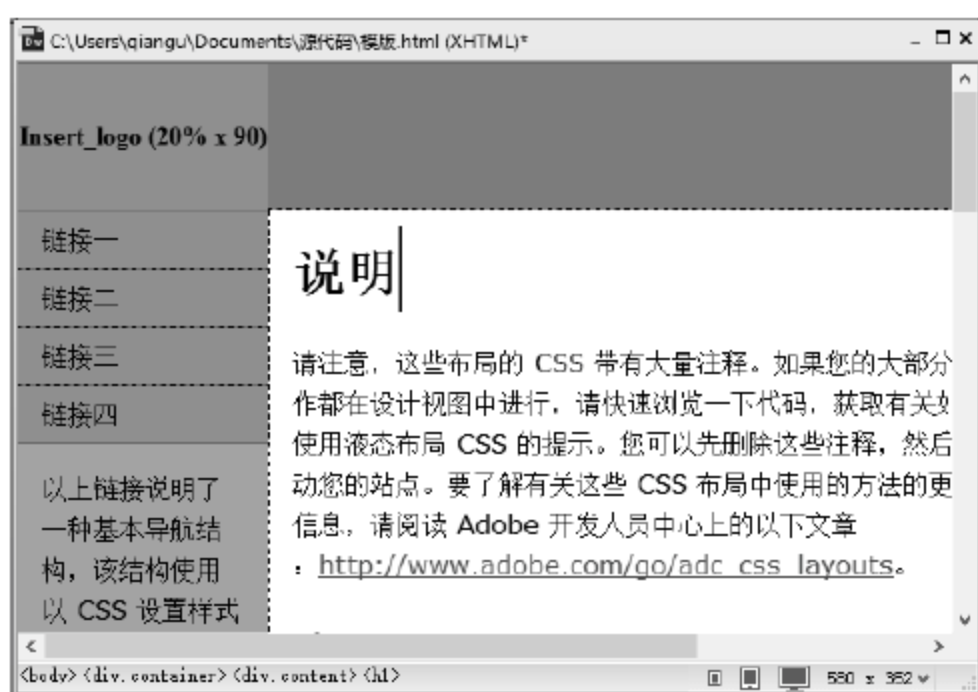 Dw C:\Users\qiangu\Documents\源代码\模版.html (XHTML)*
Insert_logo (20% x 90)
链接一
链接二
链接三
链接四
以上链接说明了
一种基本导航结
构，该结构使用
以 CSS 设置样式
说明
请注意，这些布局的 CSS 带有大量注释。如果您的大部分
作都在设计视图中进行，请快速浏览一下代码，获取有关如
使用液态布局 CSS 的提示。您可以先删除这些注释，然后
动您的站点。要了解有关这些 CSS 布局中使用的方法的更
信息，请阅读 Adobe 开发人员中心上的以下文章
：http://www.adobe.com/go/adc_css_layouts。
<body> <div.container> <div.content> <h1>
580 x 352